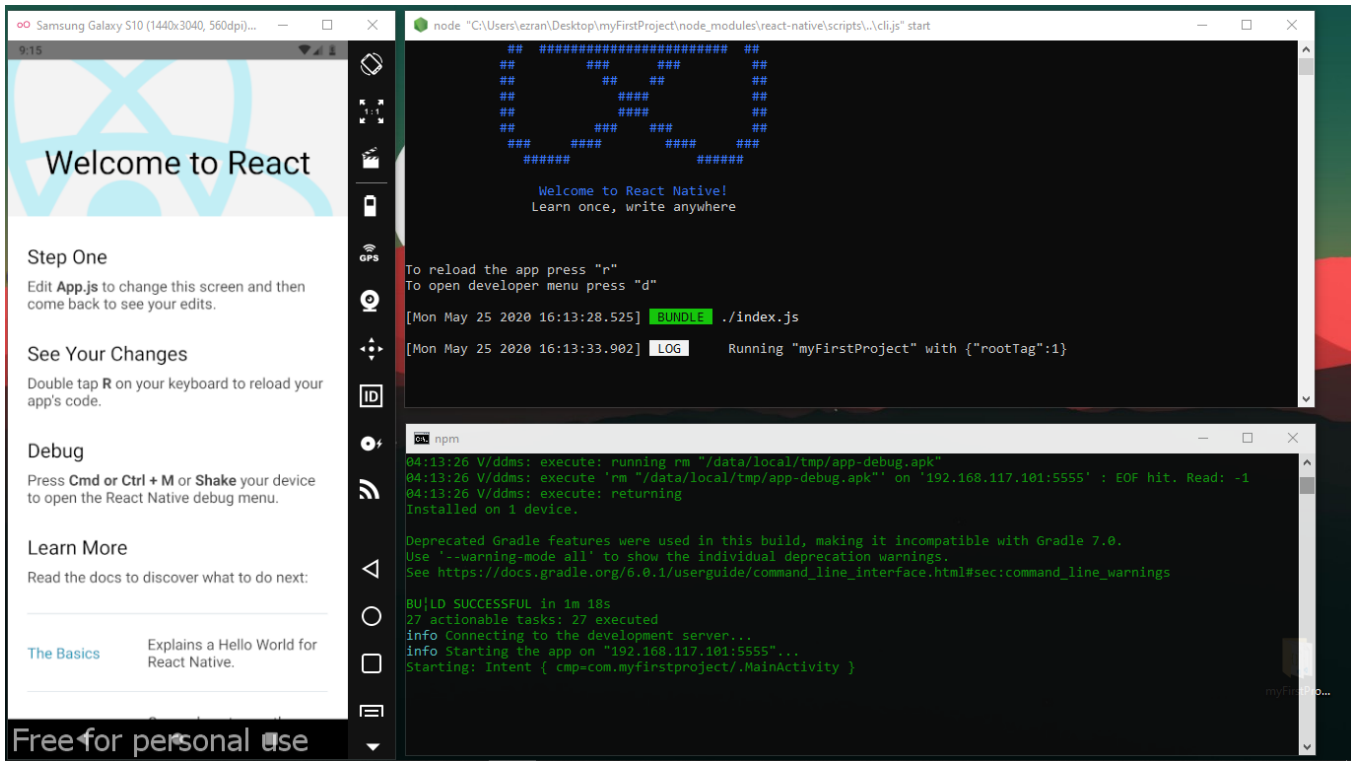 Samsung Galaxy S10 (1440x3040, 560dpi)...
9:15
Welcome to React
Step One
Edit App.js to change this screen and then
come back to see your edits.
See Your Changes
Double tap R on your keyboard to reload your
app's code.
Debug
Press Cmd or Ctrl + M or Shake your device
to open the React Native debug menu.
Learn More
Read the docs to discover what to do next:
The Basics
Explains a Hello World for
React Native.
Free for personal use
1:1
GPS
ID
node "C:\Users\ezran\Desktop\myFirstProject\node_modules\react-native\scripts\..\cli.js" start
## ######################## ##
## ### ### ##
## ## ## ##
## #### ##
## #### ##
## ### ### ##
### #### #### ###
###### ######
Welcome to React Native!
Learn once, write anywhere
To reload the app press "r"
To open developer menu press "d"
[Mon May 25 2020 16:13:28.525] BUNDLE ./index.js
[Mon May 25 2020 16:13:33.902] LOG Running "myFirstProject" with {"rootTag":1}
npm
04:13:26 V/ddms: execute: running rm "/data/local/tmp/app-debug.apk"
04:13:26 V/ddms: execute 'rm "/data/local/tmp/app-debug.apk"' on '192.168.117.101:5555' : EOF hit. Read: -1
04:13:26 V/ddms: execute: returning
Installed on 1 device.
Deprecated Gradle features were used in this build, making it incompatible with Gradle 7.0.
Use '--warning-mode all' to show the individual deprecation warnings.
See https://docs.gradle.org/6.0.1/userguide/command_line_interface.html#sec:command_line_warnings
BU¦LD SUCCESSFUL in 1m 18s
27 actionable tasks: 27 executed
info Connecting to the development server...
info Starting the app on "192.168.117.101:5555"...
Starting: Intent { cmp=com.myfirstproject/.MainActivity }
myFirstPro...